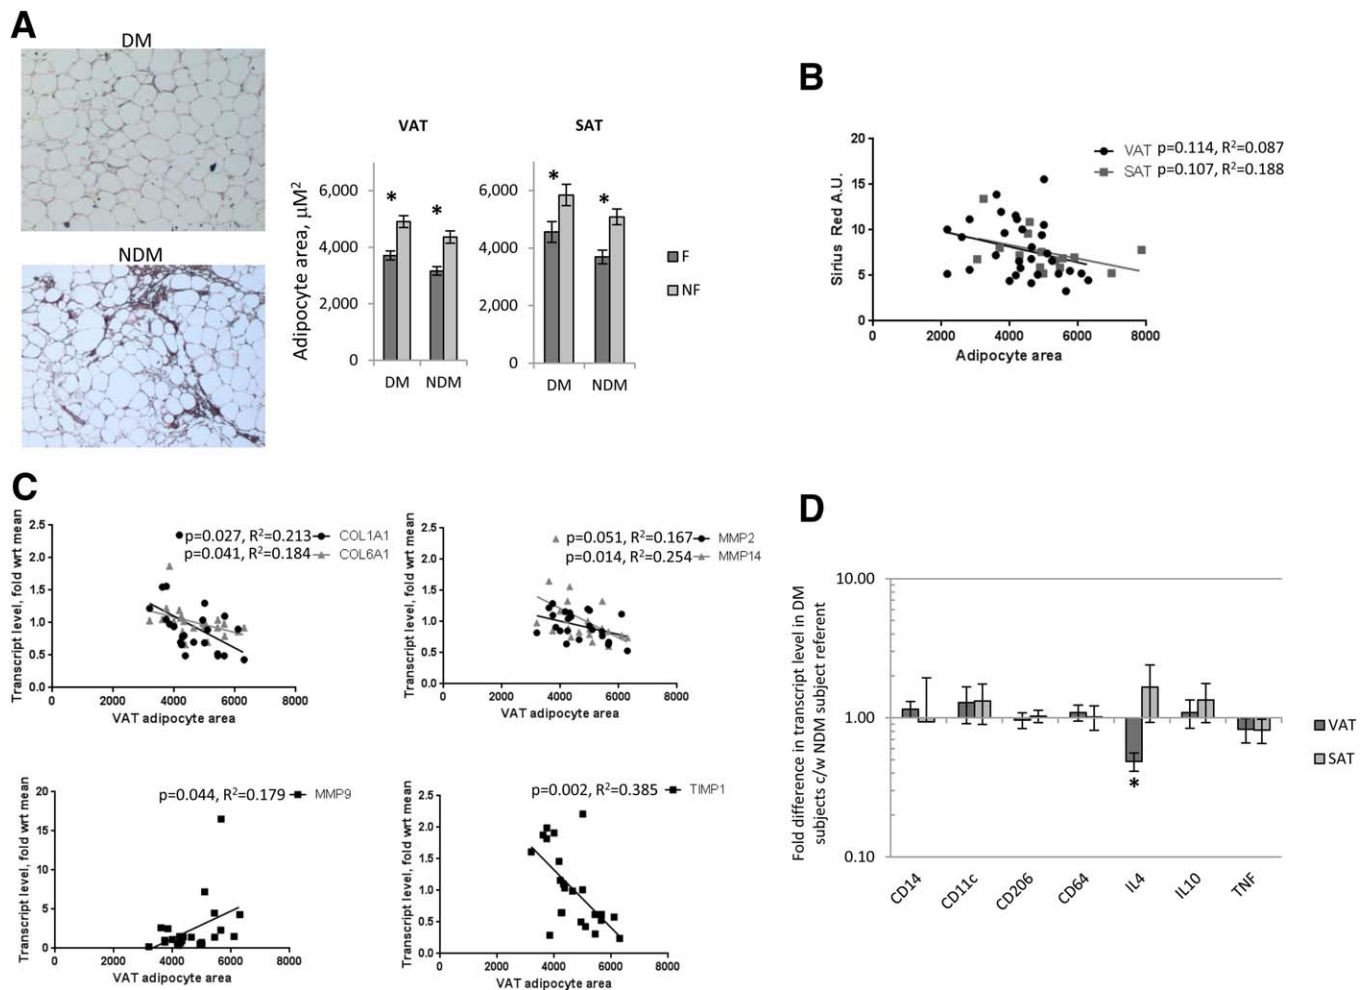 A
DM
NDM
VAT
SAT
Adipocyte area, µM²
6,000
4,000
2,000
0
6,000
4,000
2,000
0
DM NDM
DM NDM
F
NF
B
VAT p=0.114, R²=0.087
SAT p=0.107, R²=0.188
Sirius Red A.U.
20
15
10
5
0
0 2000 4000 6000 8000
Adipocyte area
C
Transcript level, fold wrt mean
2.5
2.0
1.5
1.0
0.5
0.0
p=0.027, R²=0.213 COL1A1
p=0.041, R²=0.184 COL6A1
0 2000 4000 6000 8000
VAT adipocyte area
Transcript level, fold wrt mean
2.5
2.0
1.5
1.0
0.5
0.0
p=0.051, R²=0.167 MMP2
p=0.014, R²=0.254 MMP14
0 2000 4000 6000 8000
VAT adipocyte area
Transcript level, fold wrt mean
20
15
10
5
0
p=0.044, R²=0.179 MMP9
0 2000 4000 6000 8000
VAT adipocyte area
Transcript level, fold wrt mean
2.5
2.0
1.5
1.0
0.5
0.0
p=0.002, R²=0.385 TIMP1
0 2000 4000 6000 8000
VAT adipocyte area
D
Fold difference in transcript level in DM
subjects c/w NDM subject referent
10.00
1.00
0.10
CD14 CD11c CD206 CD64 IL4 IL10 TNF
*
VAT
SAT